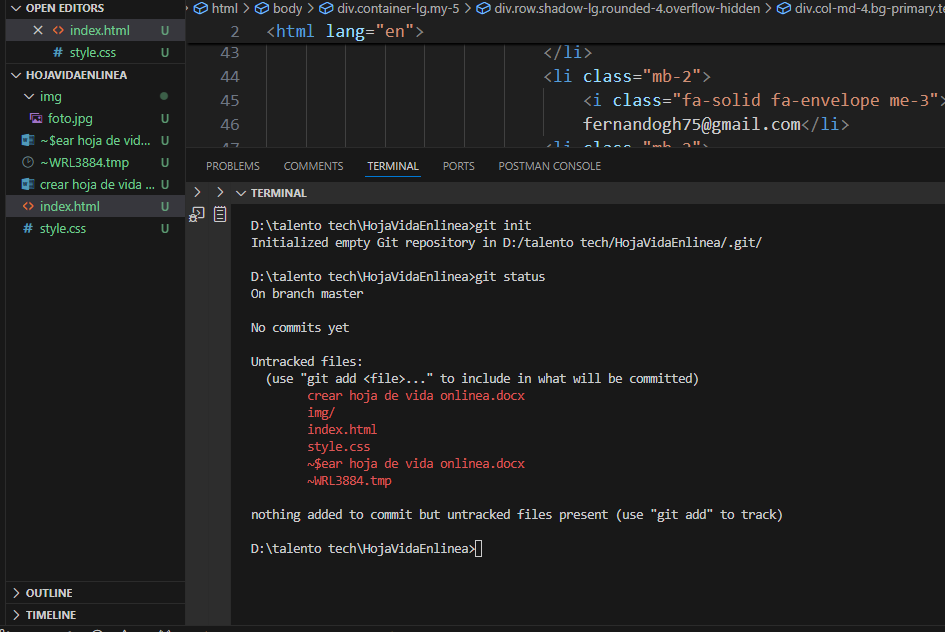 OPEN EDITORS
index.html U
style.css U
HOJAVIDAENLINEA
img
foto.jpg U
~$ear hoja de vid... U
~WRL3884.tmp U
crear hoja de vida ... U
index.html U
style.css U
OUTLINE
TIMELINE
html > body > div.container-lg.my-5 > div.row.shadow-lg.rounded-4.overflow-hidden > div.col-md-4.bg-primary.te
2 <html lang="en">
43 </li>
44 <li class="mb-2">
45 <i class="fa-solid fa-envelope me-3">
46 fernandogh75@gmail.com</li>
47 <li class="mb-2">
PROBLEMS COMMENTS TERMINAL PORTS POSTMAN CONSOLE
TERMINAL
D:\talento tech\HojaVidaEnlinea>git init
Initialized empty Git repository in D:/talento tech/HojaVidaEnlinea/.git/
D:\talento tech\HojaVidaEnlinea>git status
On branch master
No commits yet
Untracked files:
(use "git add <file>..." to include in what will be committed)
crear hoja de vida onlinea.docx
img/
index.html
style.css
~$ear hoja de vida onlinea.docx
~WRL3884.tmp
nothing added to commit but untracked files present (use "git add" to track)
D:\talento tech\HojaVidaEnlinea>